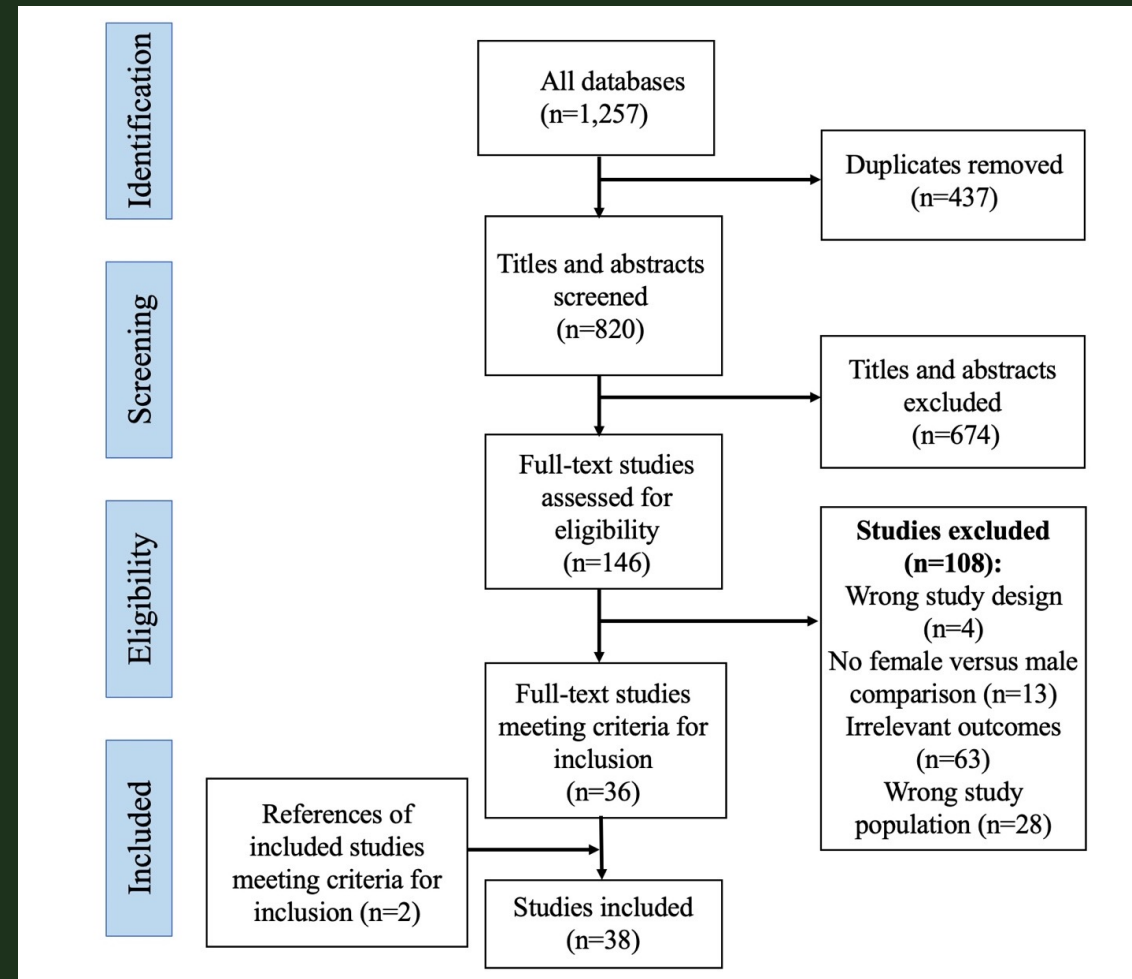 Identification
All databases
(n=1,257)
Duplicates removed
(n=437)
Screening
Titles and abstracts
screened
(n=820)
Titles and abstracts
excluded
(n=674)
Eligibility
Full-text studies
assessed for
eligibility
(n=146)
Studies excluded
(n=108):
Wrong study design
(n=4)
No female versus male
comparison (n=13)
Irrelevant outcomes
(n=63)
Wrong study
population (n=28)
Full-text studies
meeting criteria for
inclusion
(n=36)
Included
References of
included studies
meeting criteria for
inclusion (n=2)
Studies included
(n=38)